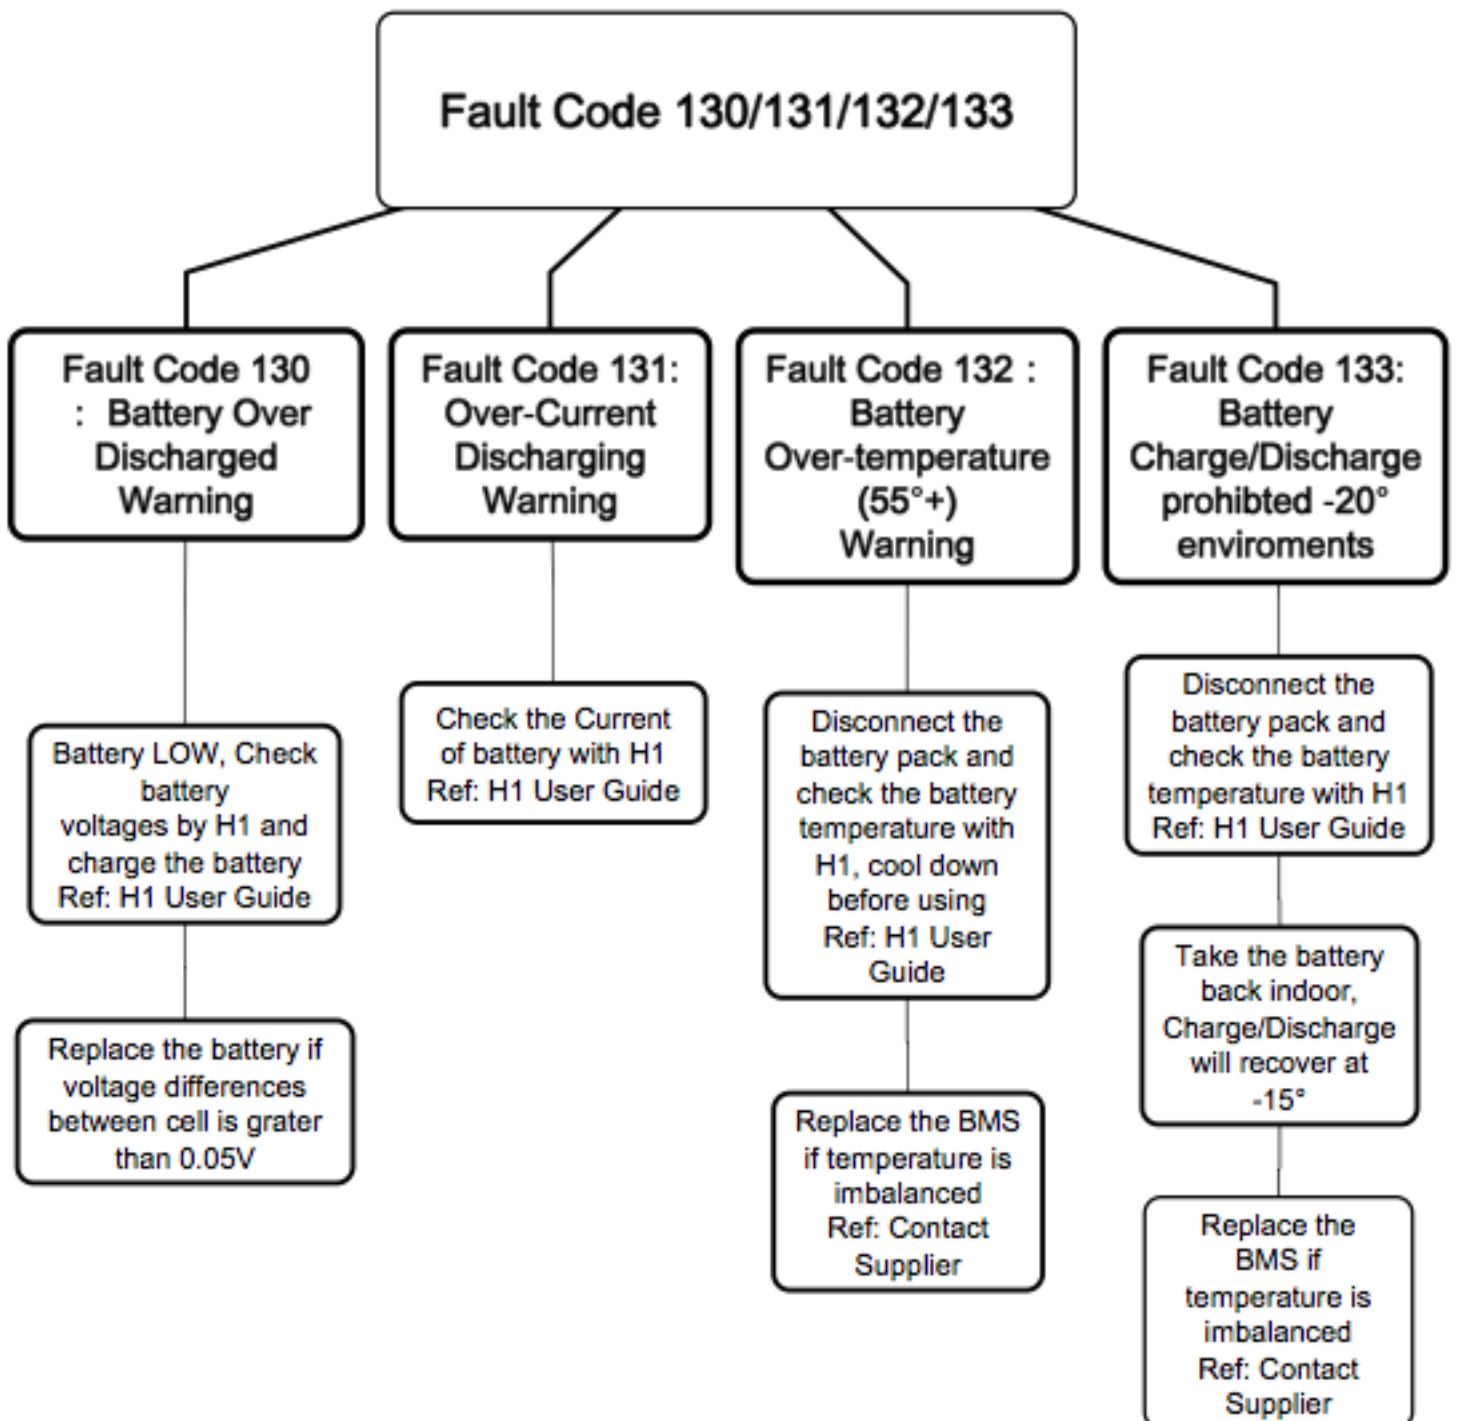 Fault Code 130/131/132/133
Fault Code 130
: Battery Over
Discharged
Warning
Battery LOW, Check
battery
voltages by H1 and
charge the battery
Ref: H1 User Guide
Replace the battery if
voltage differences
between cell is grater
than 0.05V
Fault Code 131:
Over-Current
Discharging
Warning
Check the Current
of battery with H1
Ref: H1 User Guide
Fault Code 132 :
Battery
Over-temperature
(55°+)
Warning
Disconnect the
battery pack and
check the battery
temperature with
H1, cool down
before using
Ref: H1 User
Guide
Replace the BMS
if temperature is
imbalanced
Ref: Contact
Supplier
Fault Code 133:
Battery
Charge/Discharge
prohibted -20°
enviroments
Disconnect the
battery pack and
check the battery
temperature with H1
Ref: H1 User Guide
Take the battery
back indoor,
Charge/Discharge
will recover at
-15°
Replace the
BMS if
temperature is
imbalanced
Ref: Contact
Supplier